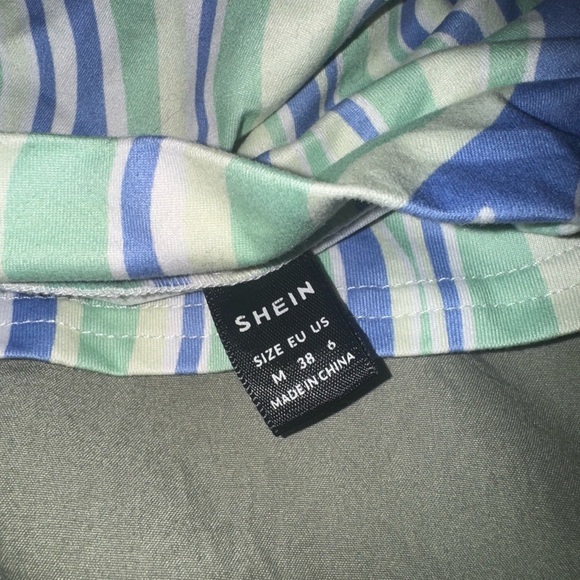 SHEIN
SIZE EU US
M 38 6
MADE IN CHINA